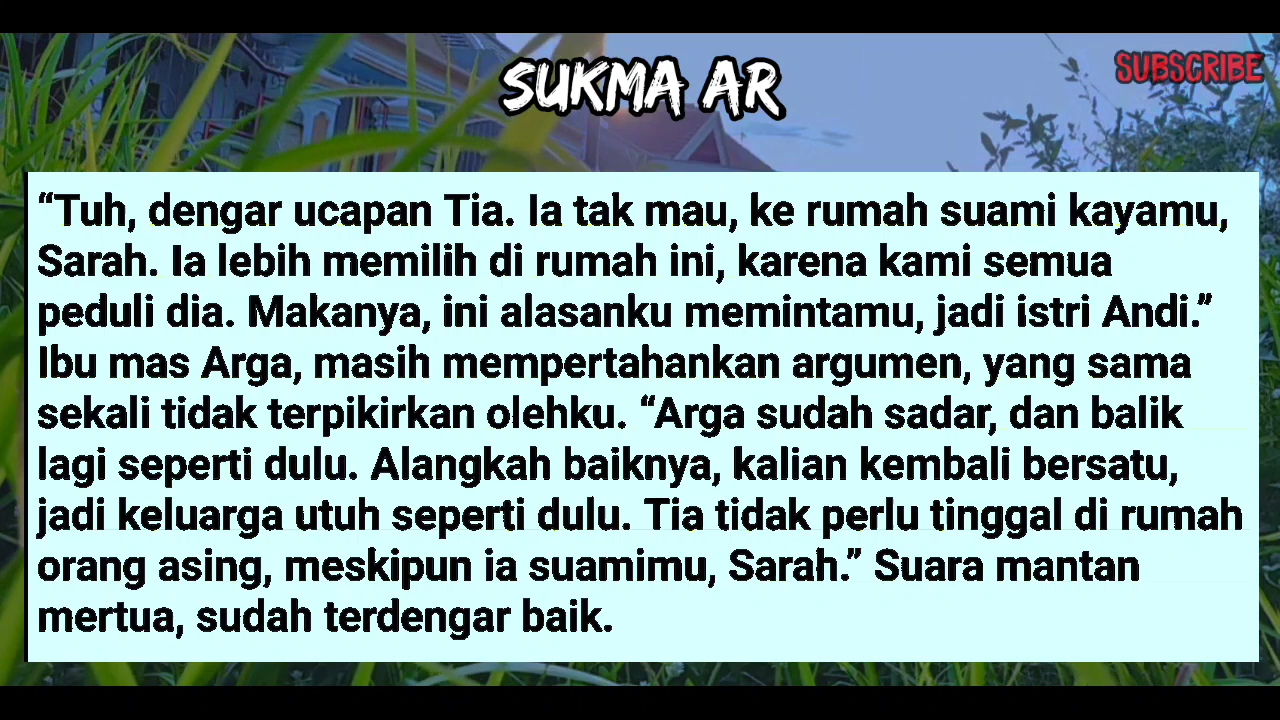 SUKMA AR
SUBSCRIBE
“Tuh, dengar ucapan Tia. Ia tak mau, ke rumah suami kayamu,
Sarah. Ia lebih memilih di rumah ini, karena kami semua
peduli dia. Makanya, ini alasanku memintamu, jadi istri Andi.”
Ibu mas Arga, masih mempertahankan argumen, yang sama
sekali tidak terpikirkan olehku. “Arga sudah sadar, dan balik
lagi seperti dulu. Alangkah baiknya, kalian kembali bersatu,
jadi keluarga utuh seperti dulu. Tia tidak perlu tinggal di rumah
orang asing, meskipun ia suamimu, Sarah.” Suara mantan
mertua, sudah terdengar baik.